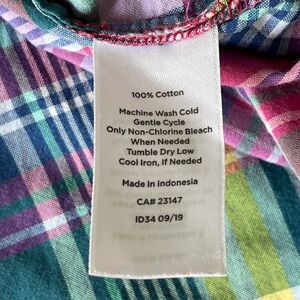 100% Cotton
Machine Wash Cold
Gentle Cycle
Only Non-Chlorine Bleach
When Needed
Tumble Dry Low
Cool Iron, If Needed
Made in Indonesia
CA# 23147
ID34 09/19